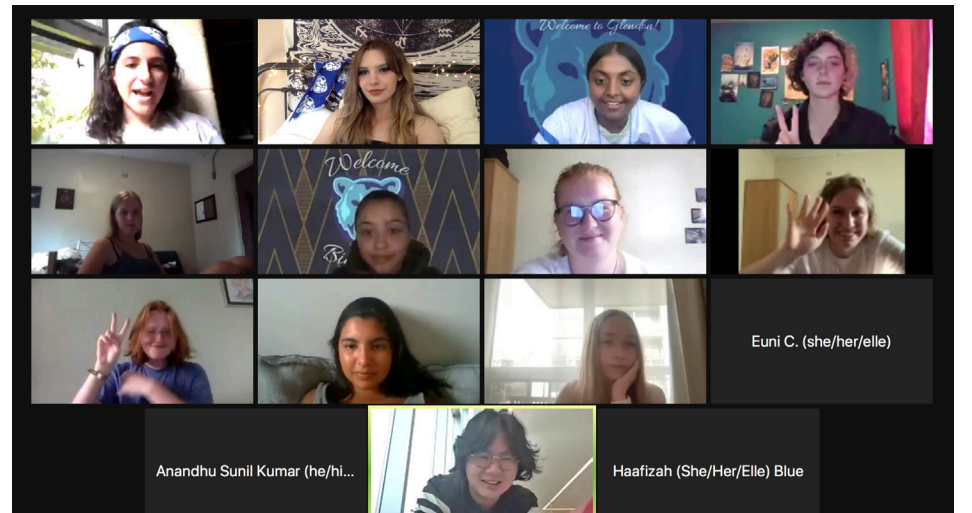 Welcome to Glendon!
Welcome
Euni C. (she/her/elle)
Anandhu Sunil Kumar (he/hi...
Haafizah (She/Her/Elle) Blue